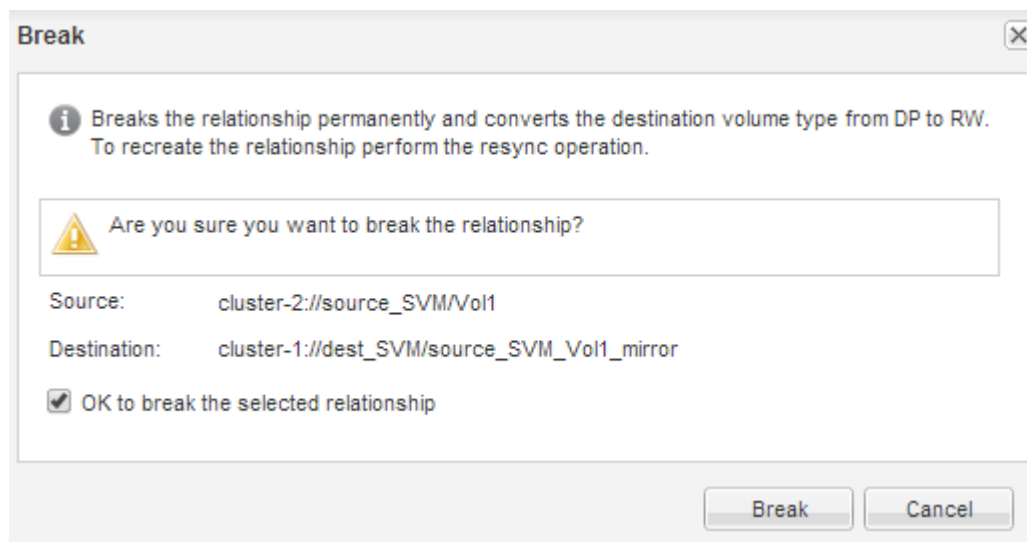 Break
Breaks the relationship permanently and converts the destination volume type from DP to RW.
To recreate the relationship perform the resync operation.
Are you sure you want to break the relationship?
Source: cluster-2://source_SVM/Vol1
Destination: cluster-1://dest_SVM/source_SVM_Vol1_mirror
OK to break the selected relationship
Break Cancel